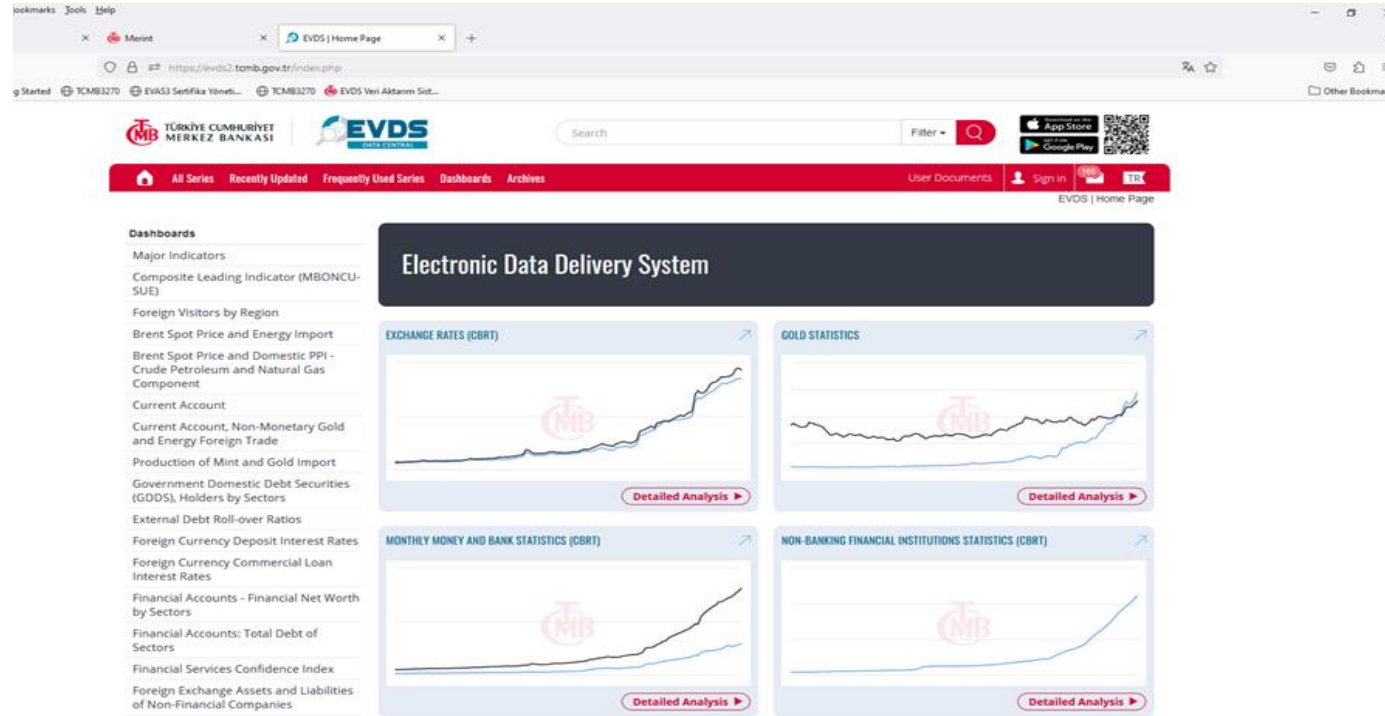 ookmarks Tools Help
Merint
EVDS | Home Page
https://evds2.tcmb.gov.tr/index.php
g Started TCMB3270 EVAS3 Sertifika Yöneti... TCMB3270 EVDS Veri Aktarım Sist...
Other Bookma
TCMB TÜRKİYE CUMHURİYET
MERKEZ BANKASI
EVDS
DATA CENTRAL
Search
Filter
App Store
Google Play
All Series Recently Updated Frequently Used Series Dashboards Archives
User Documents Sign in TR
EVDS | Home Page
Dashboards
Major Indicators
Composite Leading Indicator (MBONCU-
SUE)
Foreign Visitors by Region
Brent Spot Price and Energy Import
Brent Spot Price and Domestic PPI -
Crude Petroleum and Natural Gas
Component
Current Account
Current Account, Non-Monetary Gold
and Energy Foreign Trade
Production of Mint and Gold Import
Government Domestic Debt Securities
(GDDS), Holders by Sectors
External Debt Roll-over Ratios
Foreign Currency Deposit Interest Rates
Foreign Currency Commercial Loan
Interest Rates
Financial Accounts - Financial Net Worth
by Sectors
Financial Accounts: Total Debt of
Sectors
Financial Services Confidence Index
Foreign Exchange Assets and Liabilities
of Non-Financial Companies
Electronic Data Delivery System
EXCHANGE RATES (CBRT)
TCMB
Detailed Analysis
GOLD STATISTICS
TCMB
Detailed Analysis
MONTHLY MONEY AND BANK STATISTICS (CBRT)
TCMB
Detailed Analysis
NON-BANKING FINANCIAL INSTITUTIONS STATISTICS (CBRT)
TCMB
Detailed Analysis